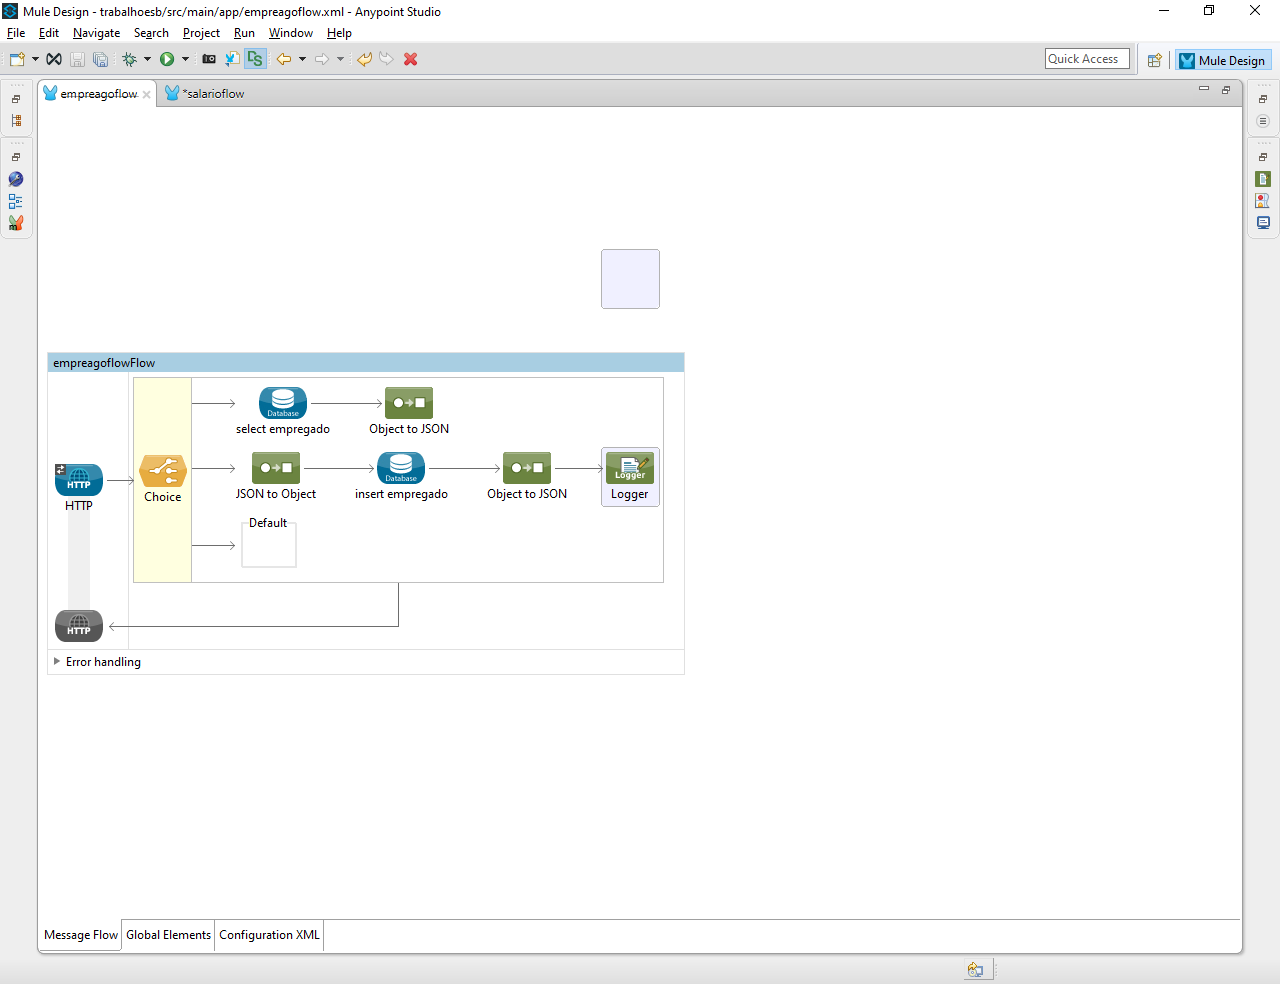 Mule Design - trabalhoesb/src/main/app/empreagoflow.xml - Anypoint Studio
File Edit Navigate Search Project Run Window Help
Quick Access
Mule Design
empreagoflow
*salarioflow
empreagoflowFlow
Database
select empregado
Object to JSON
HTTP
HTTP
Choice
JSON to Object
Database
insert empregado
Object to JSON
Logger
Logger
Default
HTTP
Error handling
Message Flow Global Elements Configuration XML